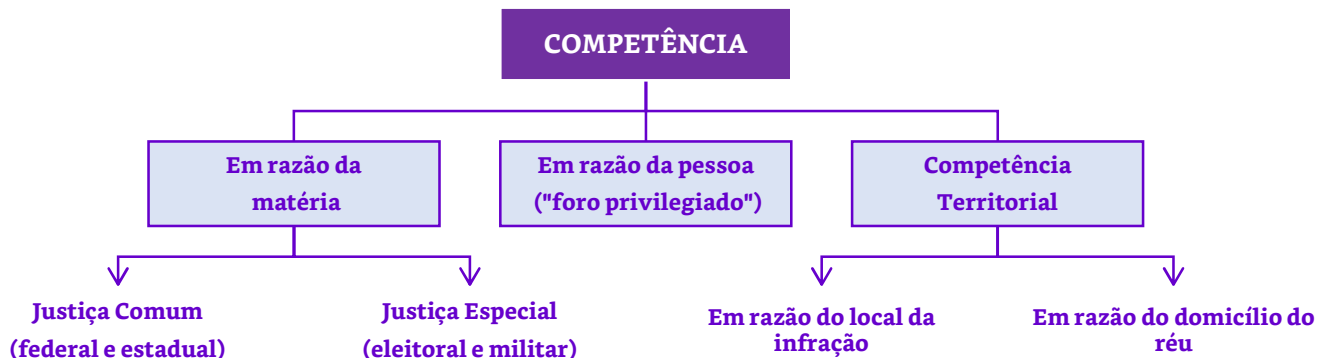 COMPETÊNCIA
Em razão da
matéria
Em razão da pessoa
("foro privilegiado")
Competência
Territorial
Justiça Comum
(federal e estadual)
Justiça Especial
(eleitoral e militar)
Em razão do local da
infração
Em razão do domicílio do
réu